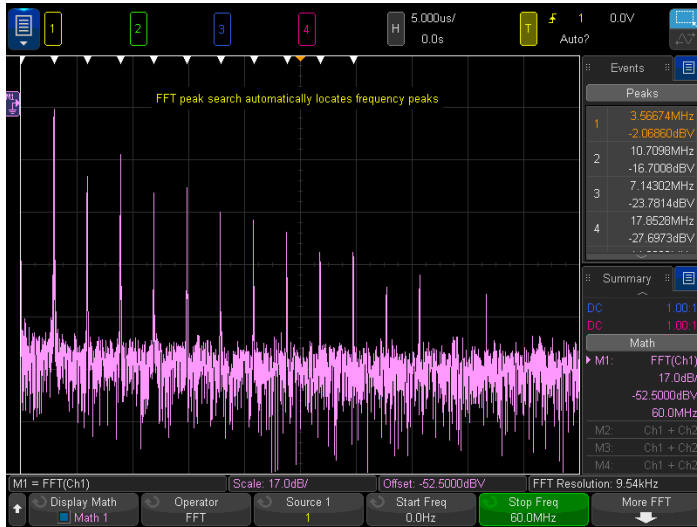 1 2 3 4 H 5.000us/ 0.0s T 1 0.0V Auto?
FFT peak search automatically locates frequency peaks
M1
Events
Peaks
1 3.56674MHz
-2.06860dBV
2 10.7098MHz
-16.7008dBV
3 7.14302MHz
-23.7814dBV
4 17.8528MHz
-27.6973dBV
Summary
DC 1.00:1
DC 1.00:1
Math
M1: FFT(Ch1)
17.0dB/
-52.5000dBV
60.0MHz
M2: Ch1 + Ch2
M3: Ch1 + Ch2
M4: Ch1 + Ch2
M1 = FFT(Ch1) Scale: 17.0dB/ Offset: -52.5000dBV FFT Resolution: 9.54kHz
Display Math Operator Source 1 Start Freq Stop Freq More FFT
Math 1 FFT 1 0.0Hz 60.0MHz